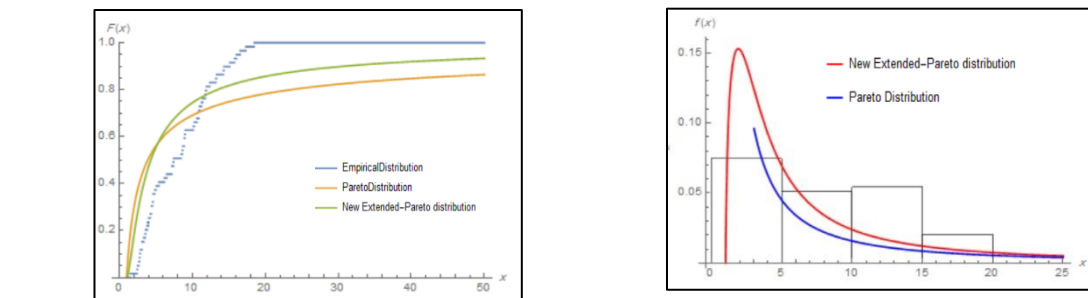 F(x)
1.0
0.8
0.6
0.4
0.2
0 10 20 30 40 50 x
EmpiricalDistribution
ParetoDistribution
New Extended–Pareto distribution
f(x)
0.15
0.10
0.05
0 5 10 15 20 25 x
New Extended–Pareto distribution
Pareto Distribution